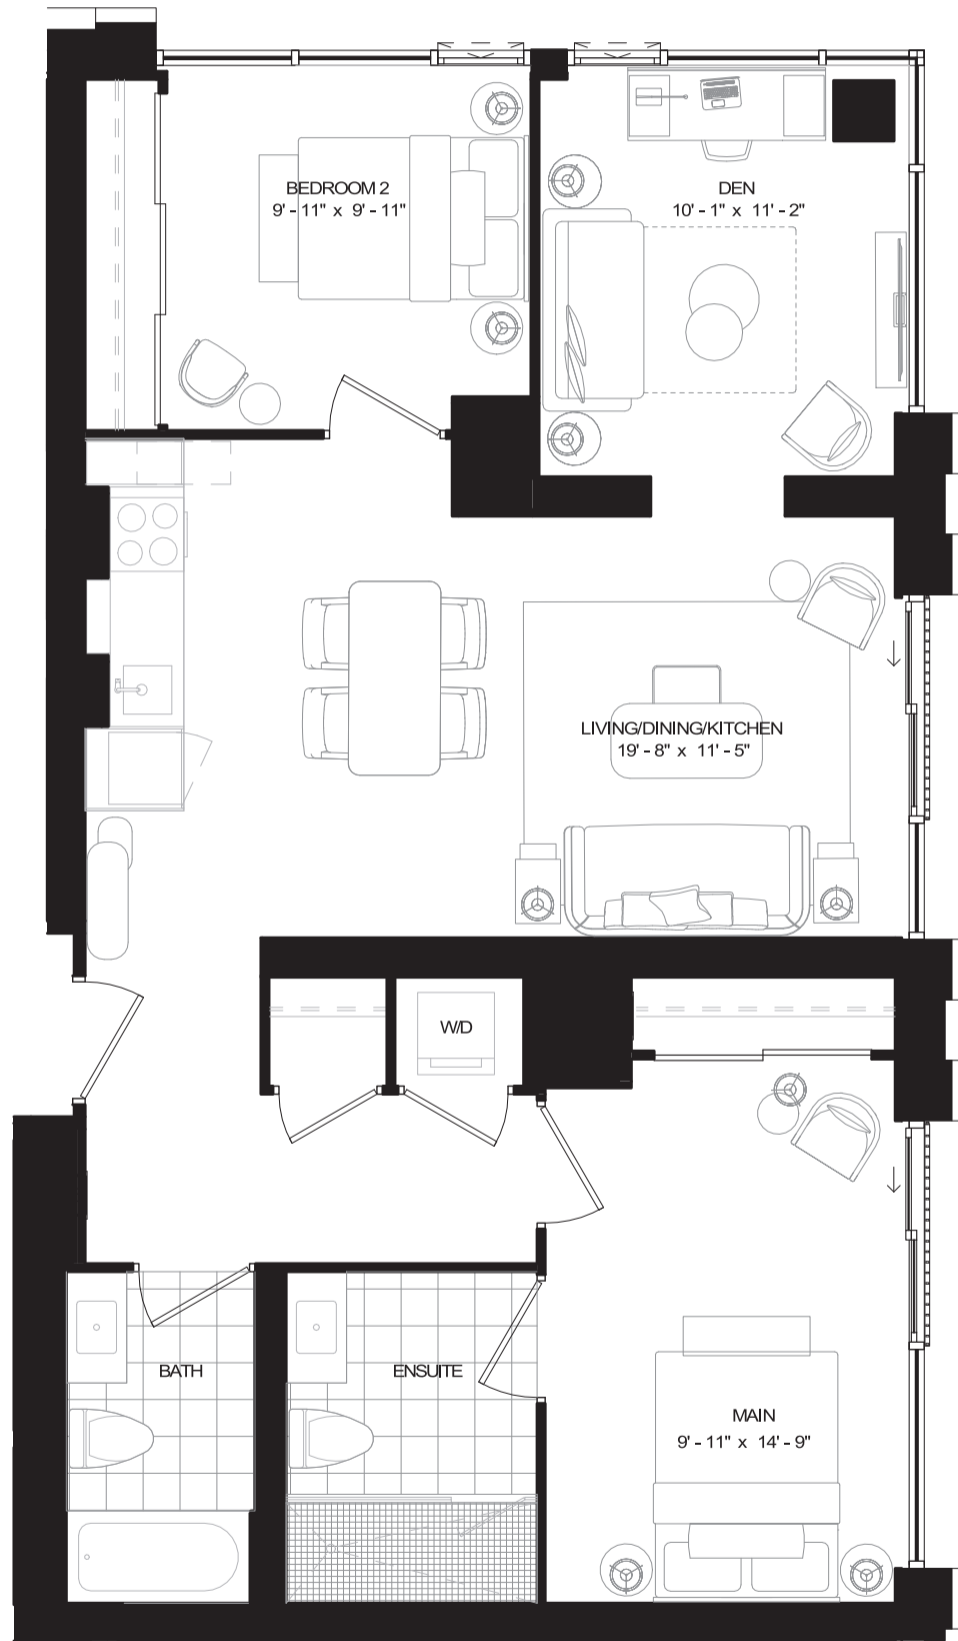 BEDROOM 2
9' - 11" x 9' - 11"
DEN
10' - 1" x 11' - 2"
LIVING/DINING/KITCHEN
19' - 8" x 11' - 5"
W/D
BATH
ENSUITE
MAIN
9' - 11" x 14' - 9"